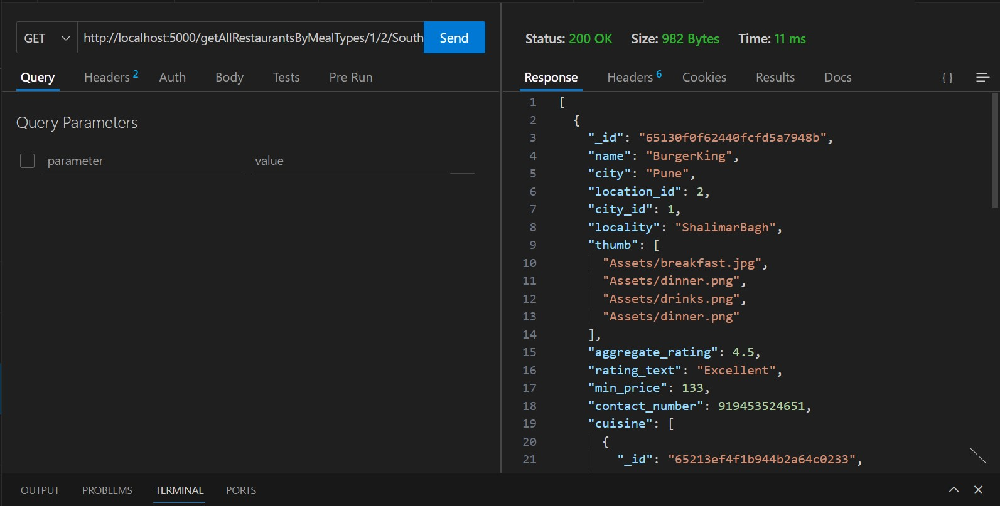 GET http://localhost:5000/getAllRestaurantsByMealTypes/1/2/South Send
Query Headers 2 Auth Body Tests Pre Run
Query Parameters
parameter value
Status: 200 OK Size: 982 Bytes Time: 11 ms
Response Headers 6 Cookies Results Docs { }
1 [
2 {
3 "_id": "65130f0f62440fcfd5a7948b",
4 "name": "BurgerKing",
5 "city": "Pune",
6 "location_id": 2,
7 "city_id": 1,
8 "locality": "ShalimarBagh",
9 "thumb": [
10 "Assets/breakfast.jpg",
11 "Assets/dinner.png",
12 "Assets/drinks.png",
13 "Assets/dinner.png"
14 ],
15 "aggregate_rating": 4.5,
16 "rating_text": "Excellent",
17 "min_price": 133,
18 "contact_number": 919453524651,
19 "cuisine": [
20 {
21 "_id": "65213ef4f1b944b2a64c0233",
OUTPUT PROBLEMS TERMINAL PORTS